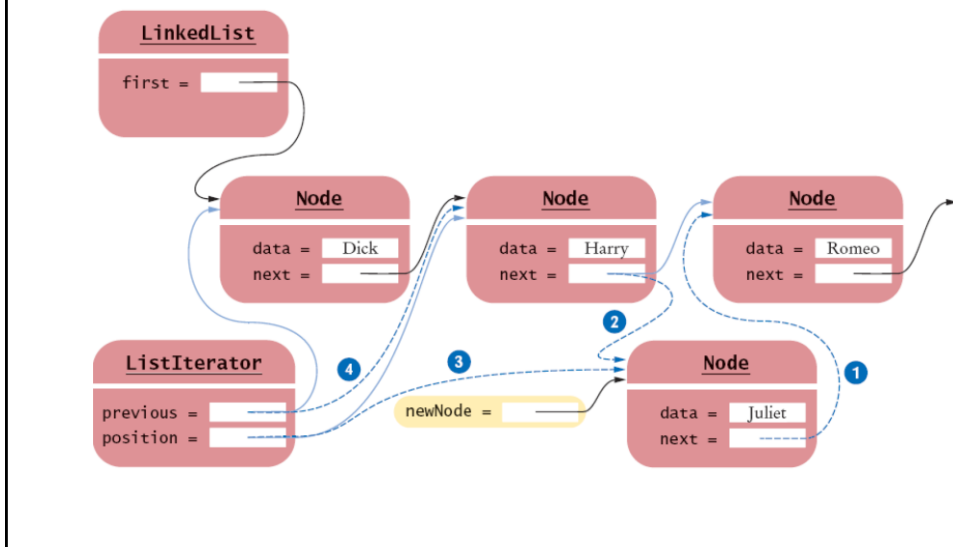 LinkedList
first =
Node
data = Dick
next =
Node
data = Harry
next =
Node
data = Romeo
next =
ListIterator
previous =
position =
4
3
2
newNode =
Node
data = Juliet
next =
1